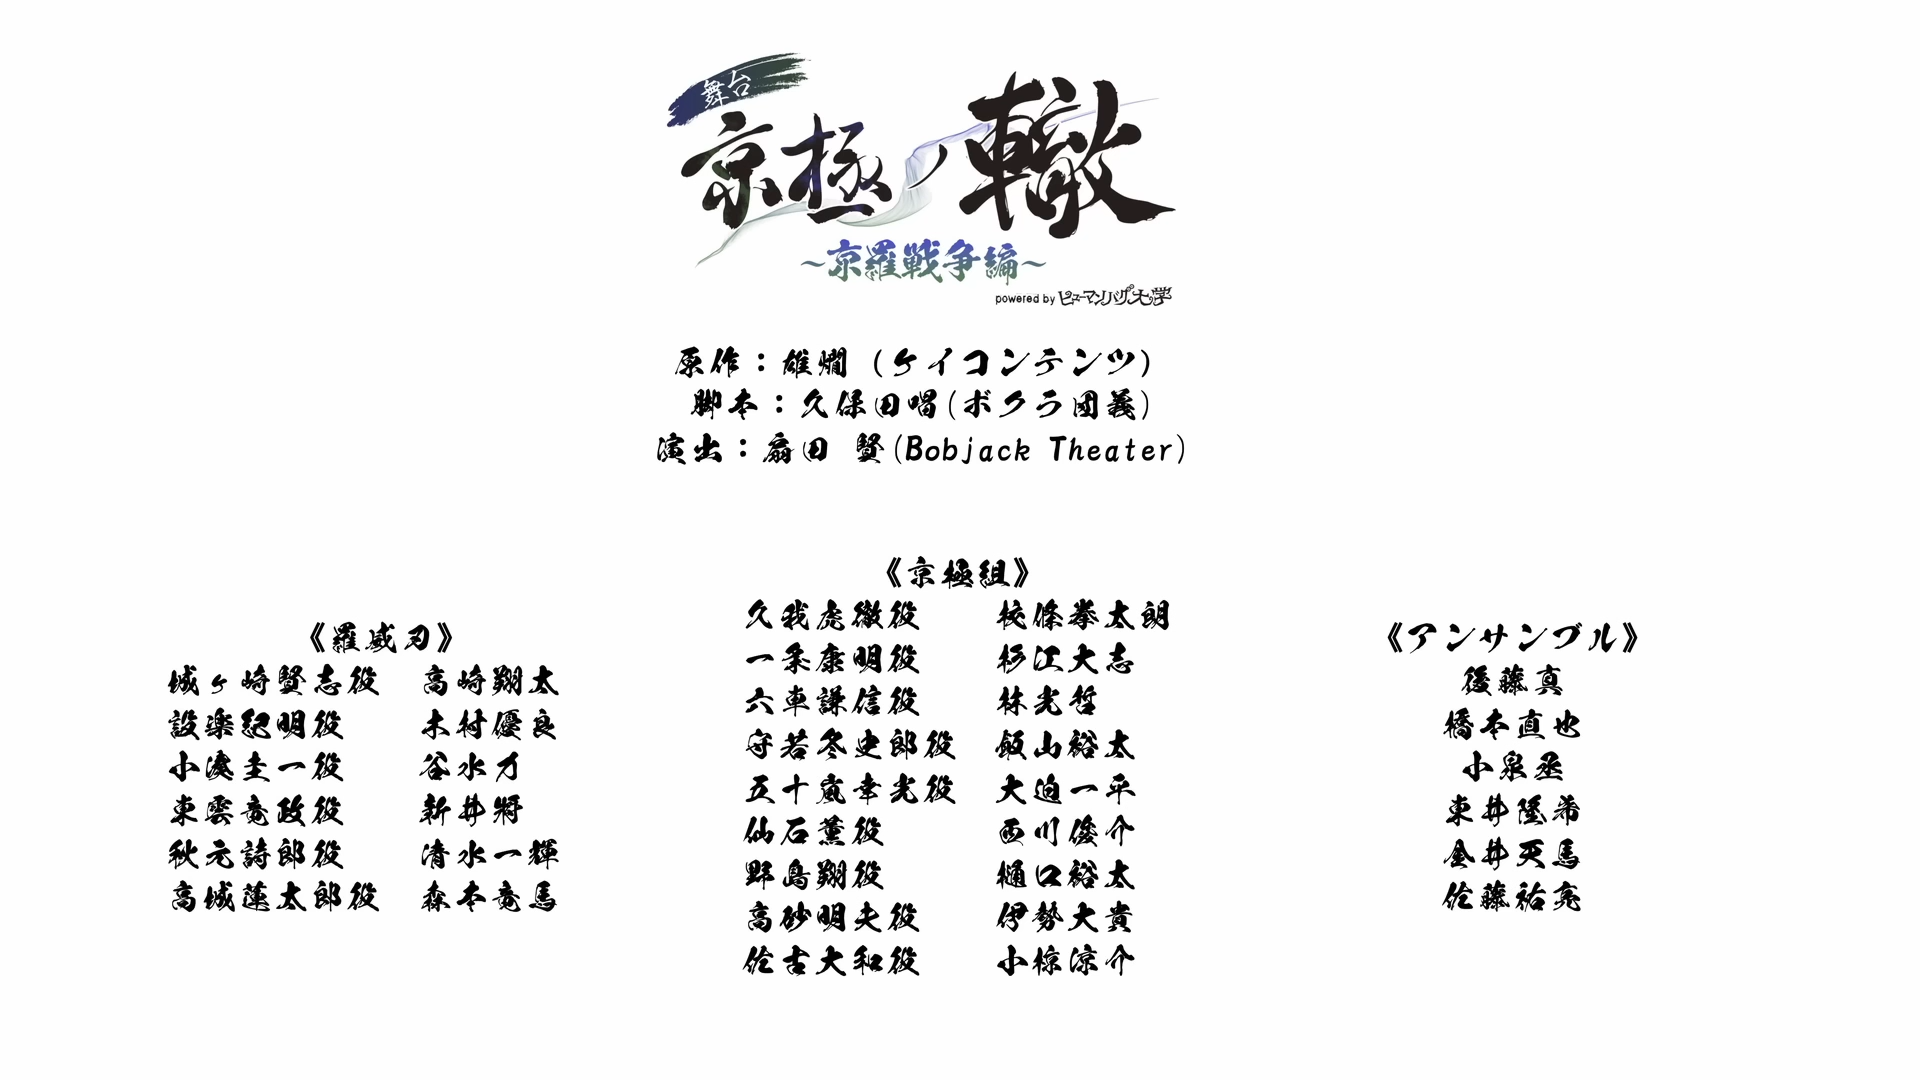 舞台
京極ノ轍
~京羅戦争編~
powered by ヒューマンバグ大学
原作：雄燗（ケイコンテンツ）
脚本：久保田唱(ボクラ団義)
演出：扇田 賢(Bobjack Theater)
《羅威刃》
城ヶ崎賢志役 高崎翔太
設楽紀明役 木村優良
小湊圭一役 谷水力
東雲竜政役 新井將
秋元詩郎役 清水一輝
高城蓮太郎役 森本竜馬
《京極組》
久我虎徹役 校條拳太朗
一条康明役 杉江大志
六車謙信役 林光哲
守若冬史郎役 飯山裕太
五十嵐幸光役 大迫一平
仙石薫役 西川俊介
野島翔役 樋口裕太
高砂明夫役 伊勢大貴
佐古大和役 小椋涼介
《アンサンブル》
後藤真
橋本直也
小泉丞
東井隆希
金井天馬
佐藤祐亮